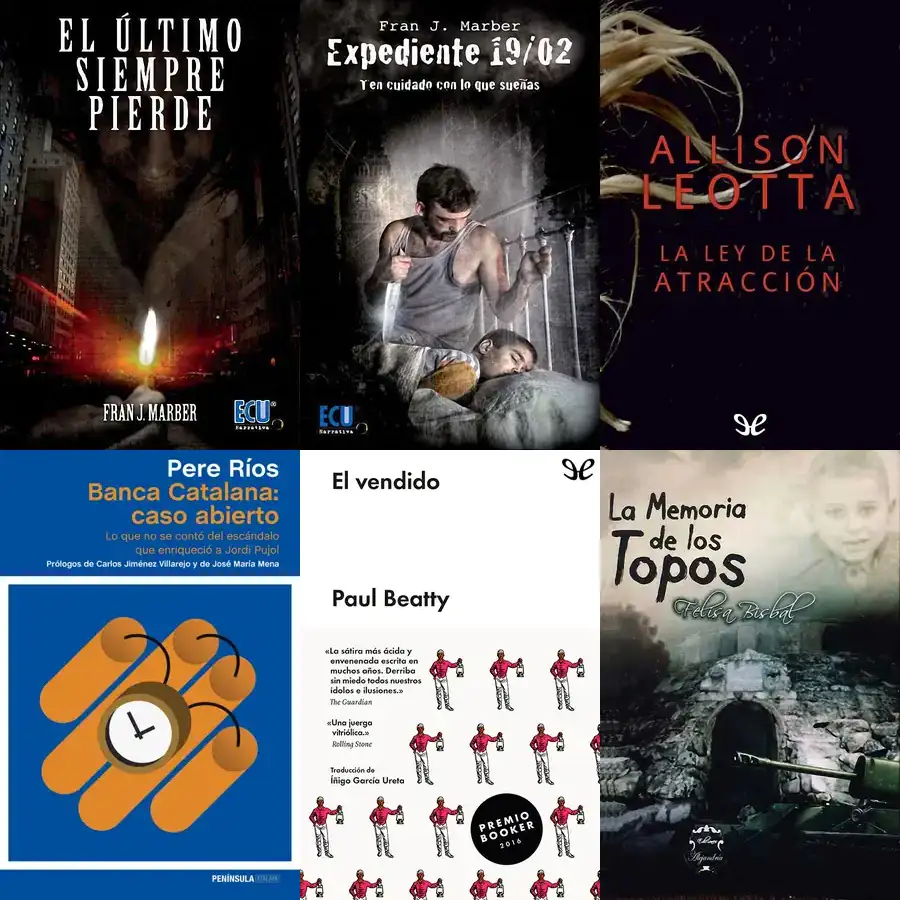 EL ÚLTIMO
SIEMPRE
PIERDE
FRAN J. MARBER
ECU
Narrativa
Fran J. Marber
Expediente 19/02
Ten cuidado con lo que sueñas
ECU
Narrativa
ALLISON
LEOTTA
LA LEY DE LA
ATRACCIÓN
Pere Ríos
Banca Catalana:
caso abierto
Lo que no se contó del escándalo
que enriqueció a Jordi Pujol
Prólogos de Carlos Jiménez Villarejo y de José María Mena
PENÍNSULA ATALAYA
El vendido
Paul Beatty
«La sátira más ácida y
envenenada escrita en
muchos años. Derriba
sin miedo todos nuestros
ídolos e ilusiones.»
The Guardian
«Una juerga
vitriólica.»
Rolling Stone
Traducción de
Íñigo García Ureta
PREMIO
BOOKER
2016
La Memoria
de los
Topos
Felisa Bisbal
Ediciones
Alejandría